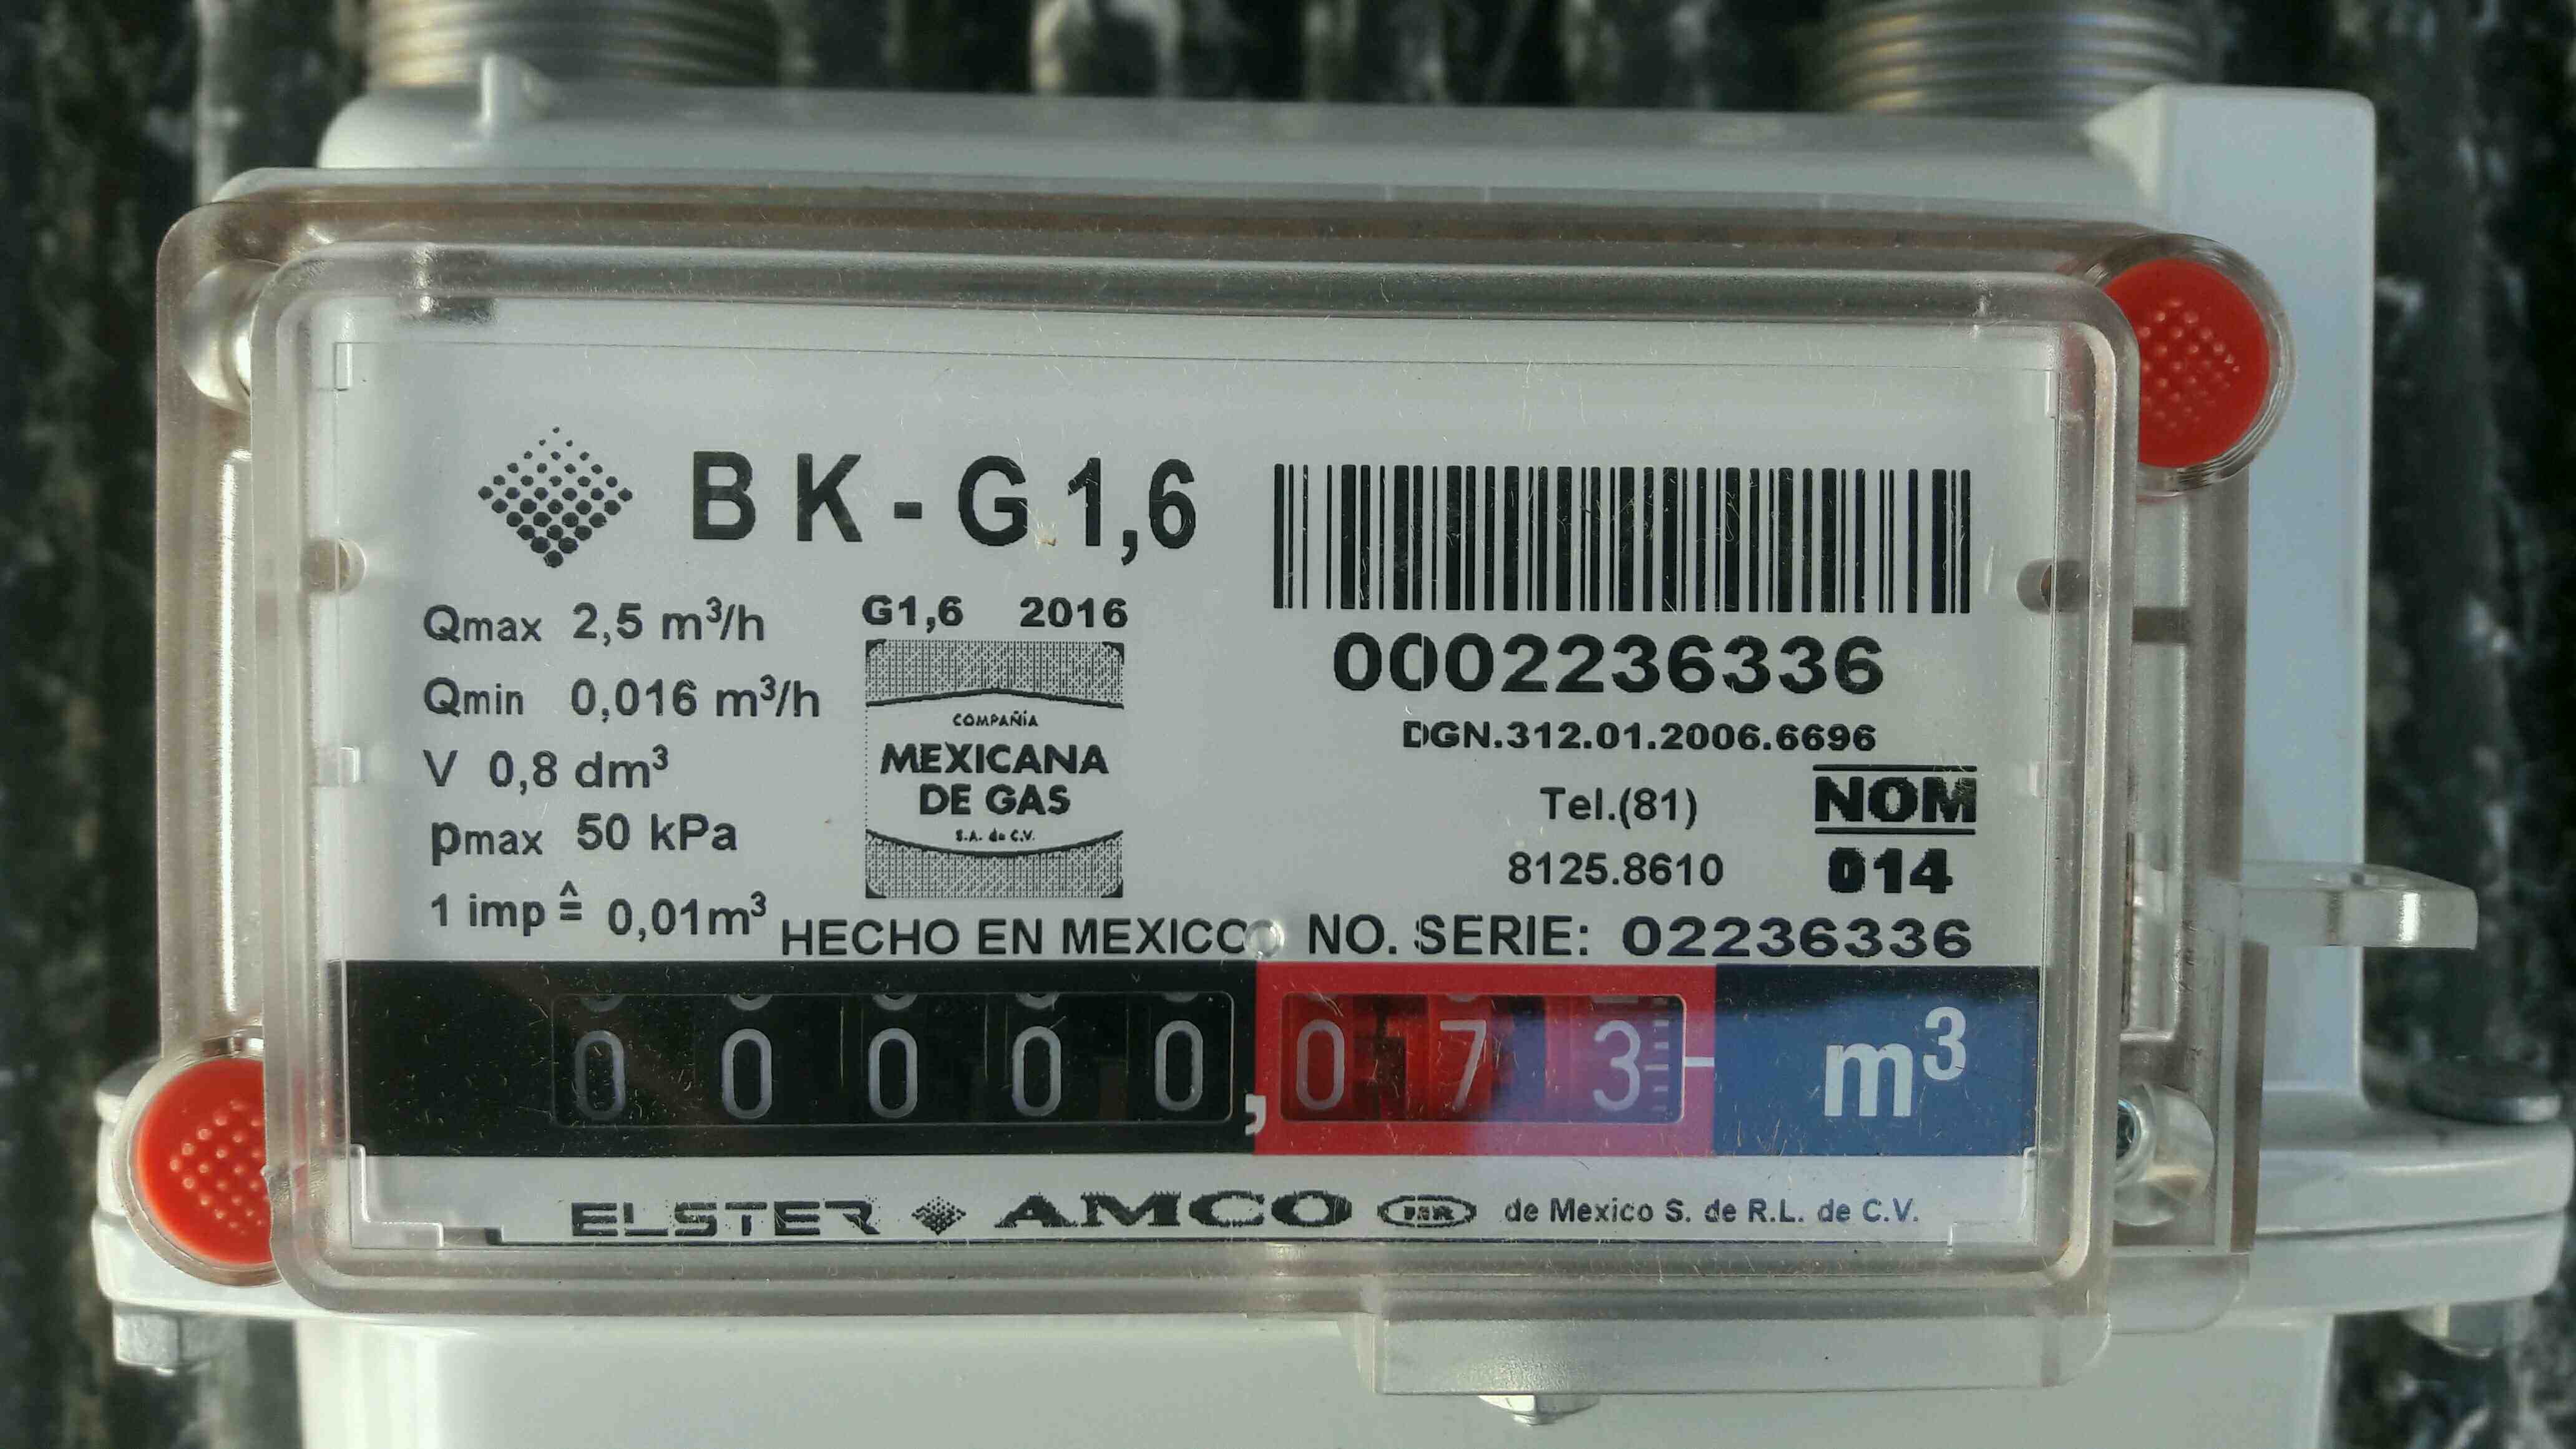 BK-G1,6
Qmax 2,5 m³/h
Qmin 0,016 m³/h
V 0,8 dm³
pmax 50 kPa
1 imp ≙ 0,01m³
G1,6 2016
COMPAÑÍA
MEXICANA
DE GAS
S.A. de C.V.
0002236336
DGN.312.01.2006.6696
Tel.(81)
8125.8610
NOM
014
HECHO EN MEXICO NO. SERIE: 02236336
00000,073 m³
ELSTER AMCO de Mexico S. de R.L. de C.V.